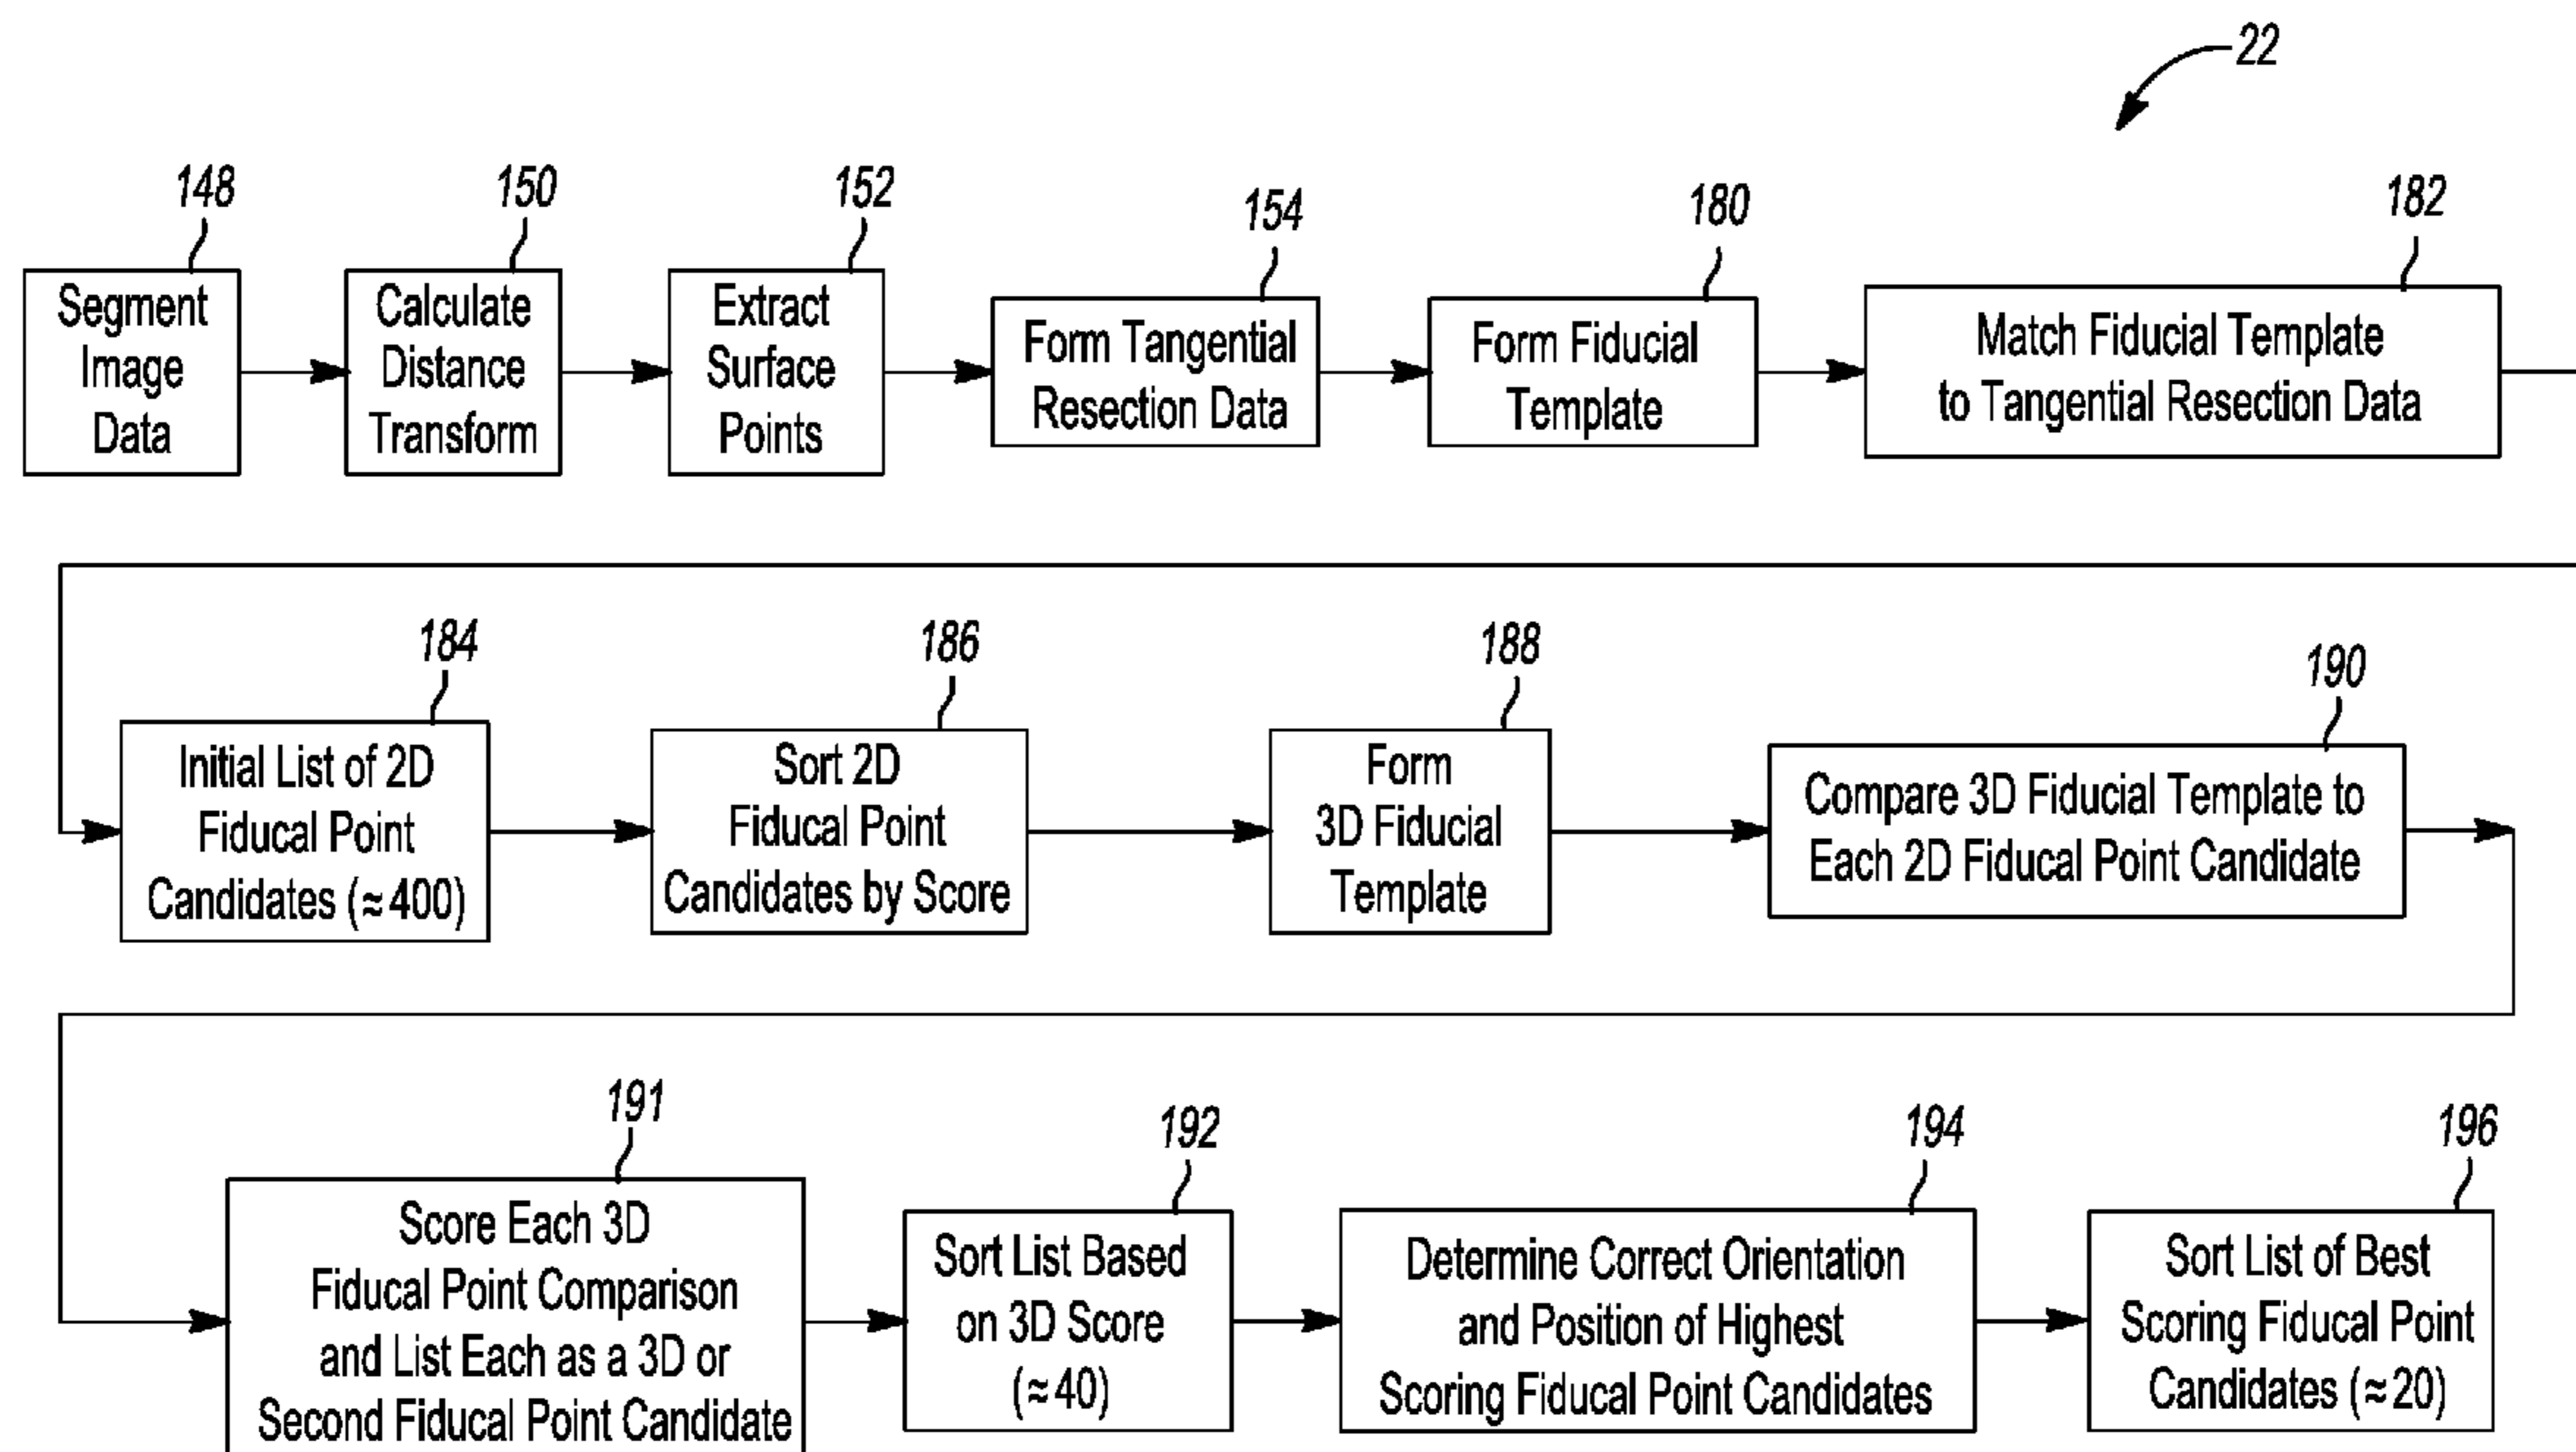 22
148
150
152
154
180
182
Segment
Image
Data
Calculate
Distance
Transform
Extract
Surface
Points
Form Tangential
Resection Data
Form Fiducial
Template
Match Fiducial Template
to Tangential Resection Data
184
186
188
190
Initial List of 2D
Fiducal Point
Candidates (≈400)
Sort 2D
Fiducal Point
Candidates by Score
Form
3D Fiducial
Template
Compare 3D Fiducial Template to
Each 2D Fiducal Point Candidate
191
192
194
196
Score Each 3D
Fiducal Point Comparison
and List Each as a 3D or
Second Fiducal Point Candidate
Sort List Based
on 3D Score
(≈40)
Determine Correct Orientation
and Position of Highest
Scoring Fiducal Point Candidates
Sort List of Best
Scoring Fiducal Point
Candidates (≈20)